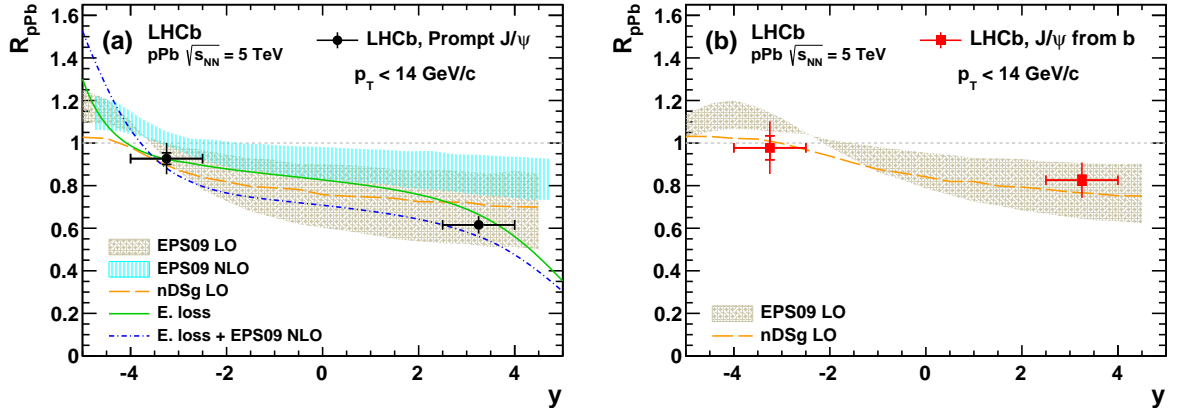 R_pPb
1.6
1.4
1.2
1
0.8
0.6
0.4
0.2
0
(a)
LHCb
pPb √s_NN = 5 TeV
LHCb, Prompt J/ψ
p_T < 14 GeV/c
EPS09 LO
EPS09 NLO
nDSg LO
E. loss
E. loss + EPS09 NLO
-4 -2 0 2 4
y
R_pPb
1.6
1.4
1.2
1
0.8
0.6
0.4
0.2
0
(b)
LHCb
pPb √s_NN = 5 TeV
LHCb, J/ψ from b
p_T < 14 GeV/c
EPS09 LO
nDSg LO
-4 -2 0 2 4
y